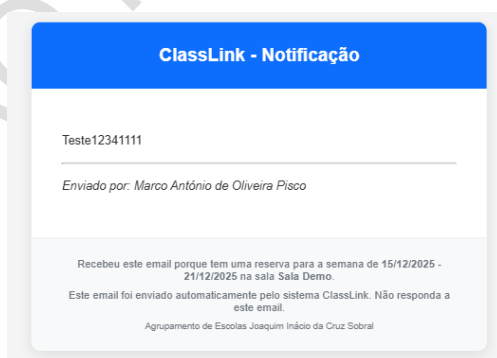 ClassLink - Notificação
Teste12341111
Enviado por: Marco António de Oliveira Pisco
Recebeu este email porque tem uma reserva para a semana de 15/12/2025 -
21/12/2025 na sala Sala Demo.
Este email foi enviado automaticamente pelo sistema ClassLink. Não responda a
este email.
Agrupamento de Escolas Joaquim Inácio da Cruz Sobral